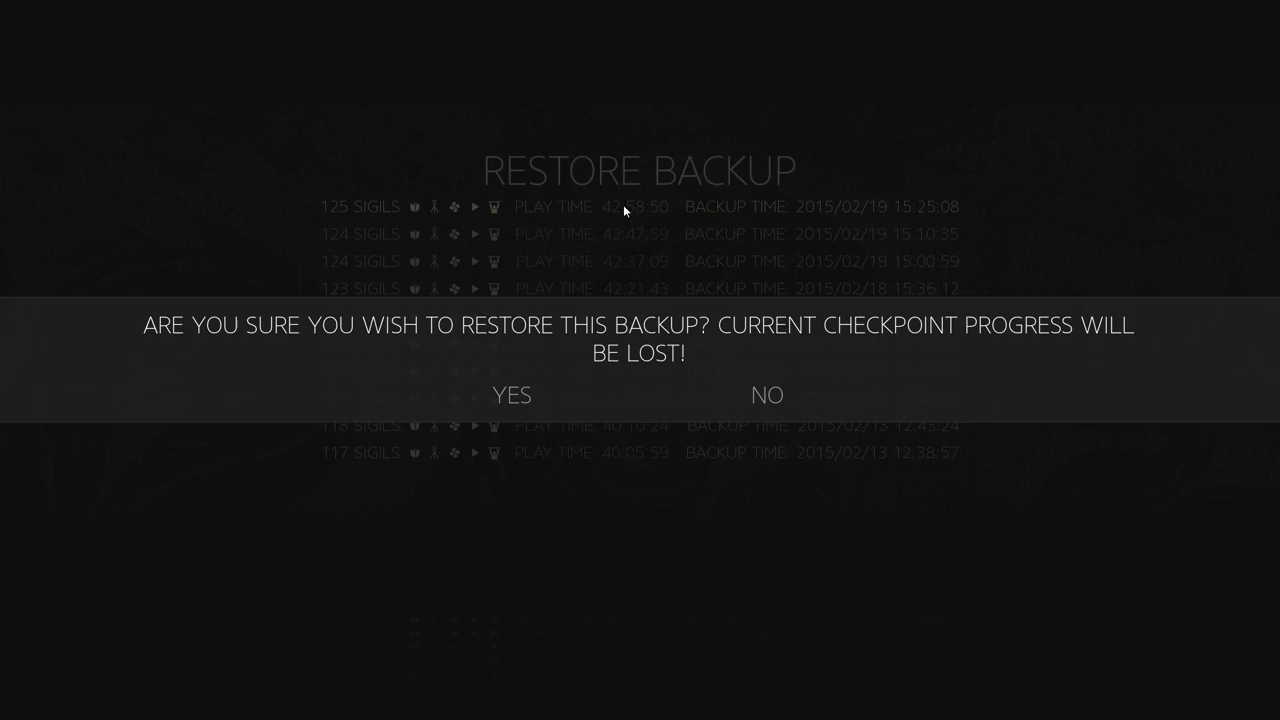 RESTORE BACKUP
125 SIGILS PLAY TIME: 42:58:50 BACKUP TIME: 2015/02/19 15:25:08
124 SIGILS PLAY TIME: 42:47:59 BACKUP TIME: 2015/02/19 15:10:35
124 SIGILS PLAY TIME: 42:37:09 BACKUP TIME: 2015/02/19 15:00:59
123 SIGILS PLAY TIME: 42:21:43 BACKUP TIME: 2015/02/18 15:36:12
ARE YOU SURE YOU WISH TO RESTORE THIS BACKUP? CURRENT CHECKPOINT PROGRESS WILL
BE LOST!
YES NO
118 SIGILS PLAY TIME: 40:10:24 BACKUP TIME: 2015/02/13 12:43:24
117 SIGILS PLAY TIME: 40:05:59 BACKUP TIME: 2015/02/13 12:38:57